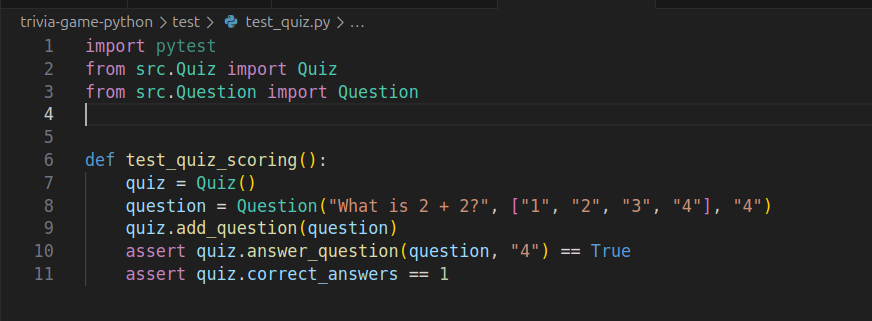 trivia-game-python > test > test_quiz.py > ...
1 import pytest
2 from src.Quiz import Quiz
3 from src.Question import Question
4
5
6 def test_quiz_scoring():
7     quiz = Quiz()
8     question = Question("What is 2 + 2?", ["1", "2", "3", "4"], "4")
9     quiz.add_question(question)
10     assert quiz.answer_question(question, "4") == True
11     assert quiz.correct_answers == 1